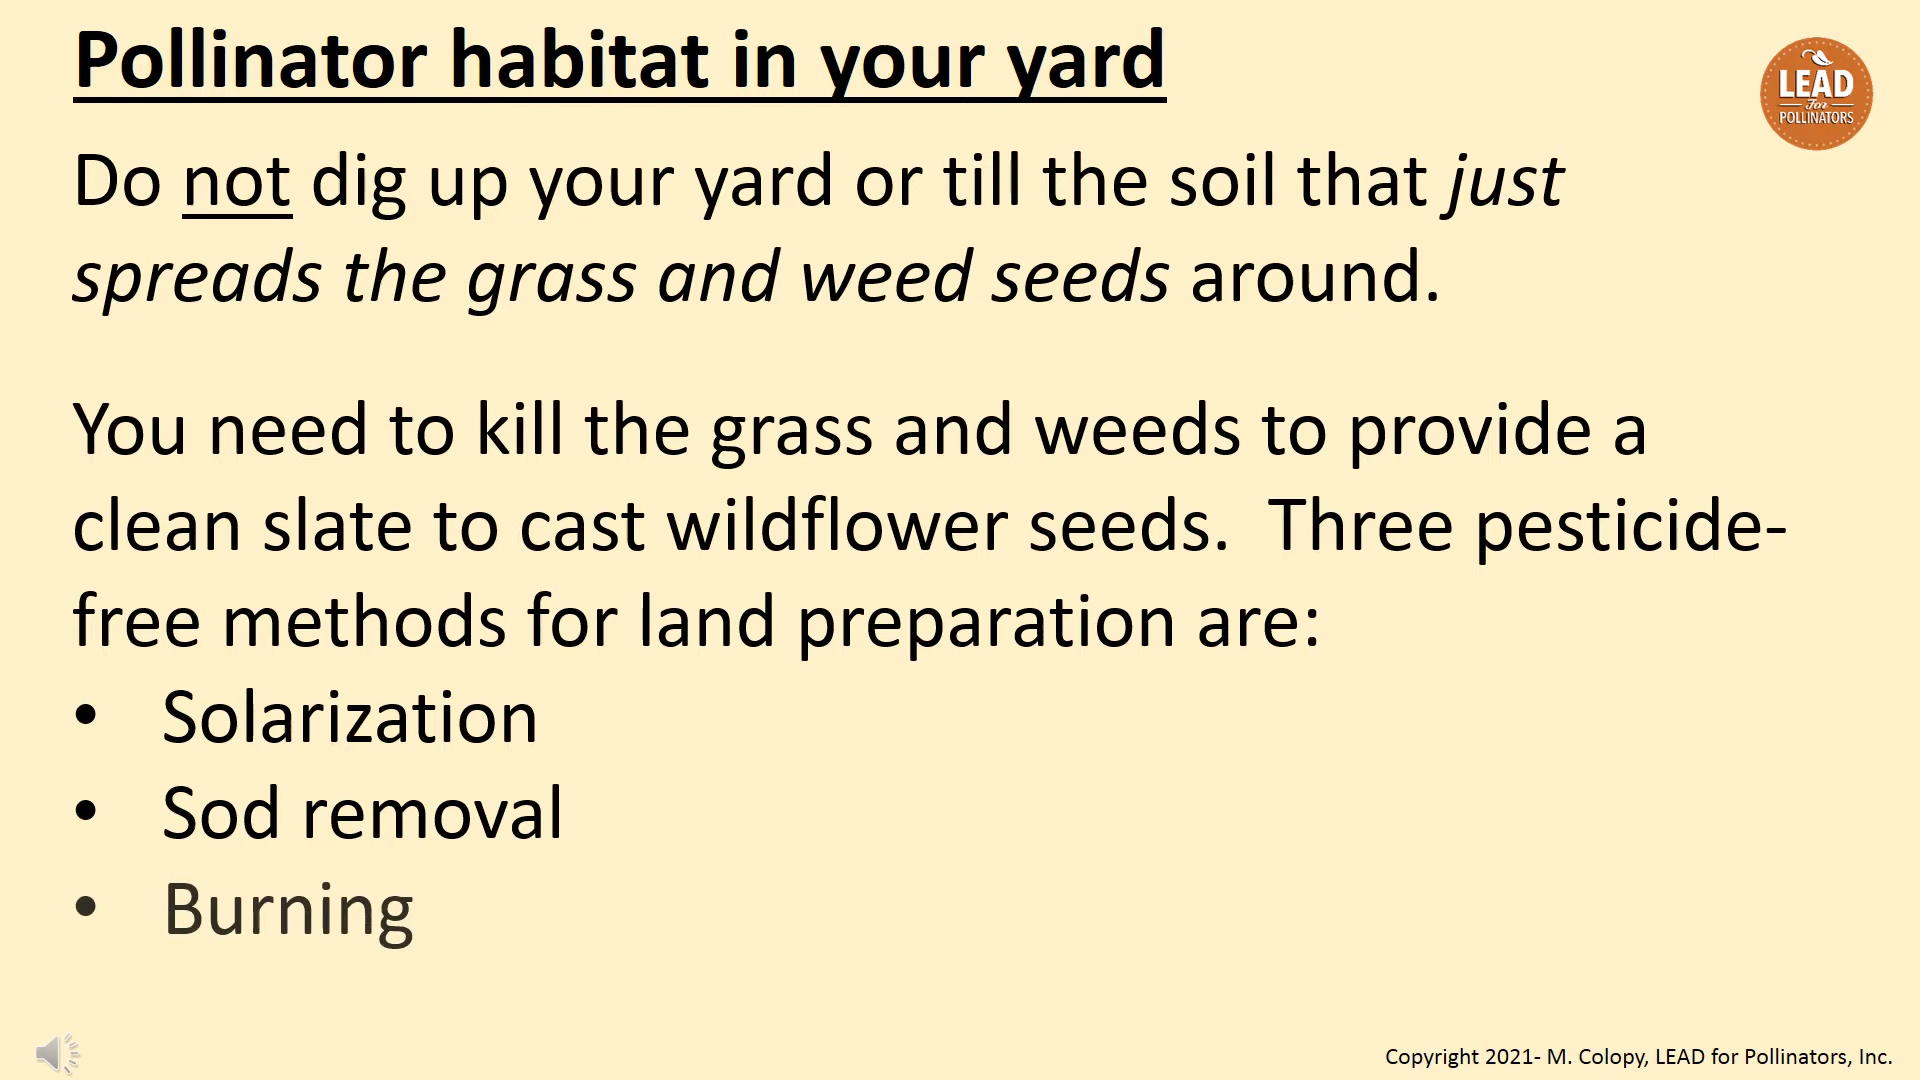 Pollinator habitat in your yard
LEAD
For
POLLINATORS
Do not dig up your yard or till the soil that just
spreads the grass and weed seeds around.
You need to kill the grass and weeds to provide a
clean slate to cast wildflower seeds.  Three pesticide-
free methods for land preparation are:
• Solarization
• Sod removal
• Burning
Copyright 2021- M. Colopy, LEAD for Pollinators, Inc.